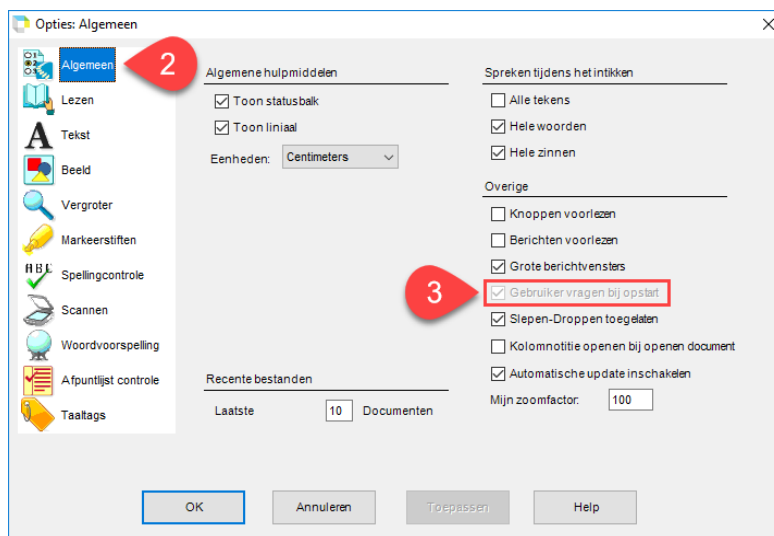 Opties: Algemeen
Algemeen
2
Lezen
Tekst
Beeld
Vergroter
Markeerstiften
ABC
Spellingcontrole
Scannen
Woordvoorspelling
Afpuntlijst controle
Taaltags
Algemene hulpmiddelen
Toon statusbalk
Toon liniaal
Eenheden: Centimeters
Recente bestanden
Laatste 10 Documenten
Spreken tijdens het intikken
Alle tekens
Hele woorden
Hele zinnen
Overige
Knoppen voorlezen
Berichten voorlezen
Grote berichtvensters
3
Gebruiker vragen bij opstart
Slepen-Droppen toegelaten
Kolomnotitie openen bij openen document
Automatische update inschakelen
Mijn zoomfactor: 100
OK Annuleren Toepassen Help